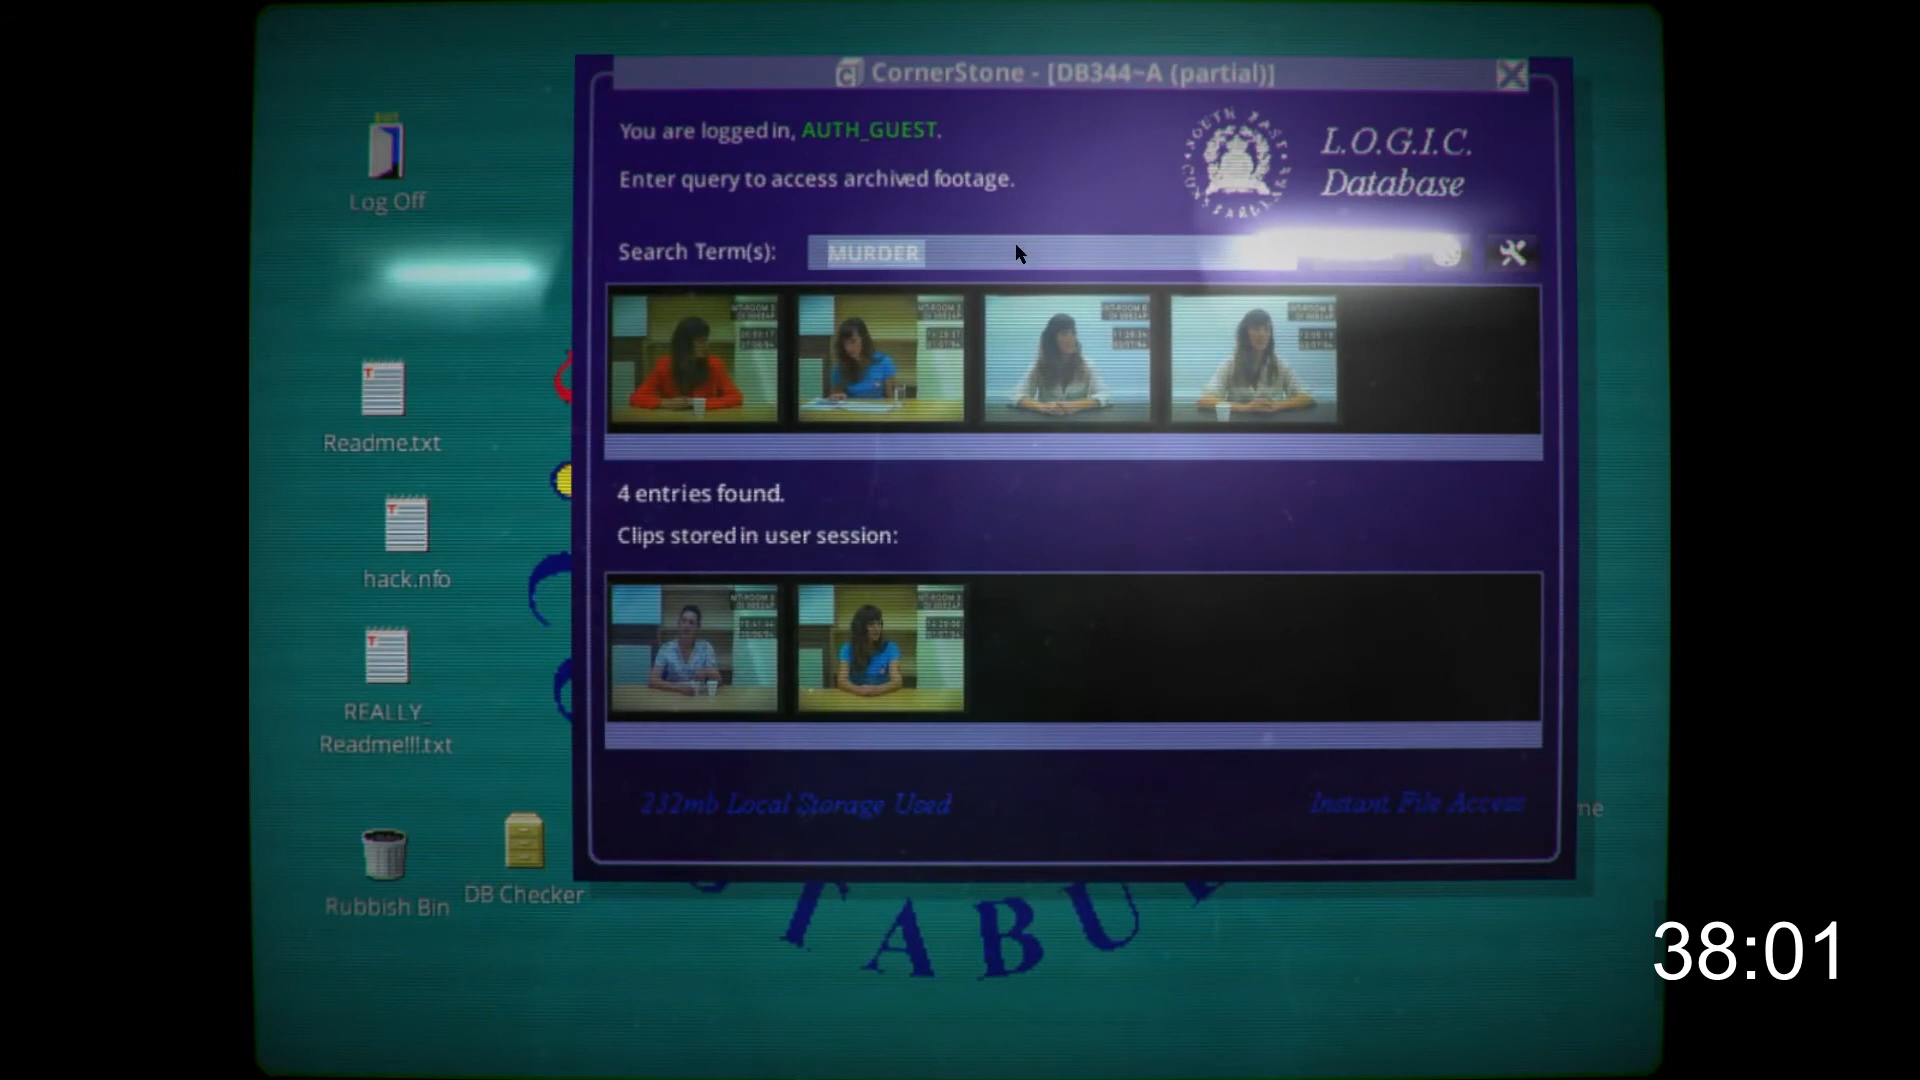 CornerStone - [DB344~A (partial)]
You are logged in, AUTH_GUEST.
Enter query to access archived footage.
L.O.G.I.C.
Database
Search Term(s):
MURDER
4 entries found.
Clips stored in user session:
232mb Local Storage Used
Instant File Access
Log Off
Readme.txt
hack.nfo
REALLY_
Readme!!!.txt
Rubbish Bin
DB Checker
me
TABU
38:01